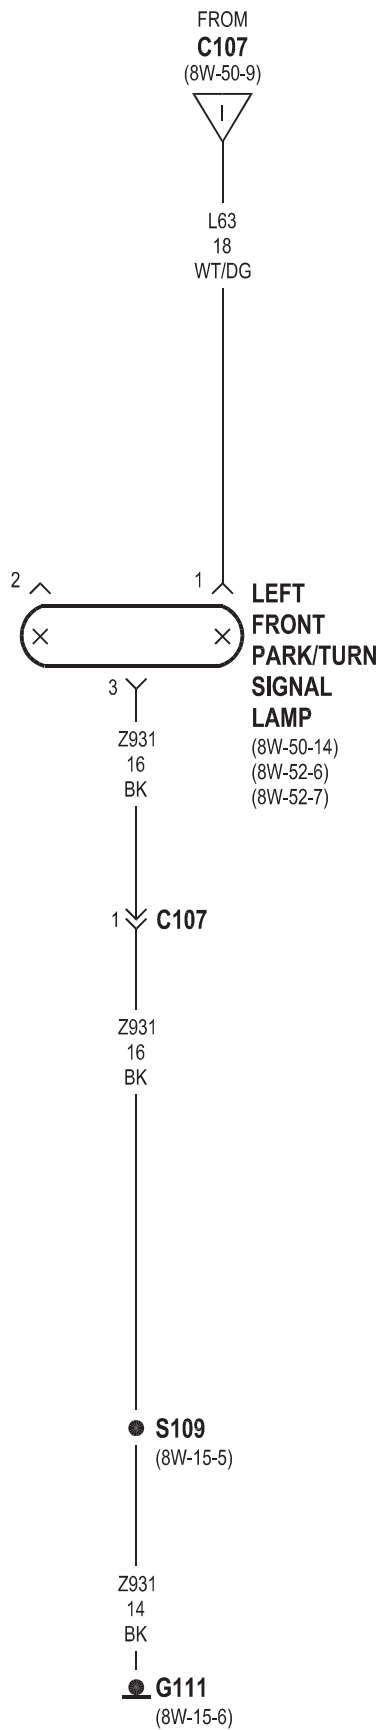 FROM
C107
(8W-50-9)
I
L63
18
WT/DG
2
1
LEFT
FRONT
PARK/TURN
SIGNAL
LAMP
(8W-50-14)
(8W-52-6)
(8W-52-7)
3
Z931
16
BK
1 C107
Z931
16
BK
S109
(8W-15-5)
Z931
14
BK
G111
(8W-15-6)